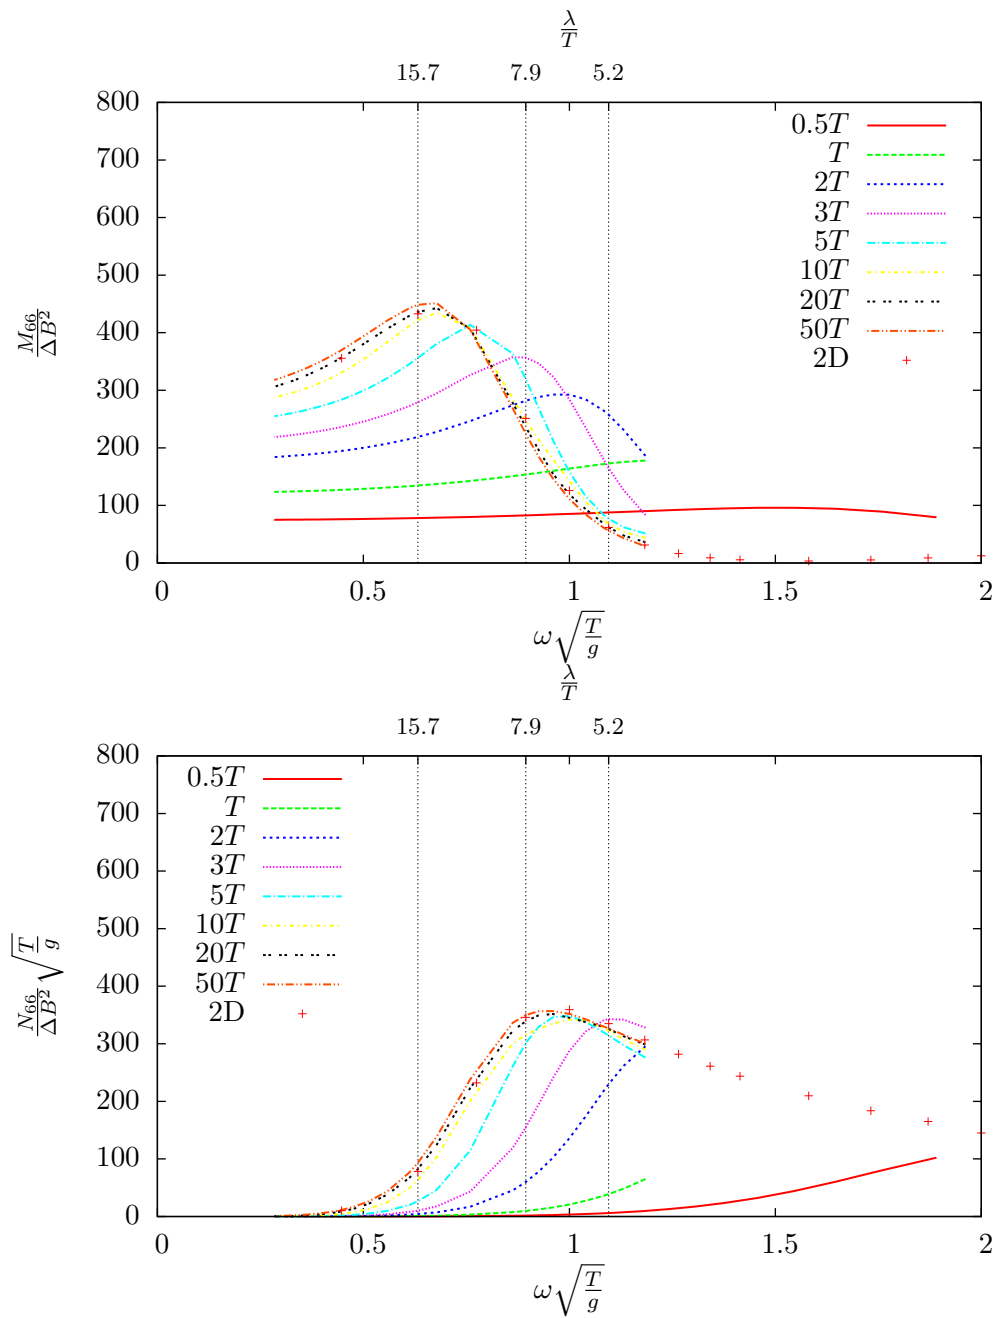 λ/T
15.7 7.9 5.2
800
700
600
500
400
300
200
100
0
M66/ΔB²
0.5T
T
2T
3T
5T
10T
20T
50T
2D
0 0.5 1 1.5 2
ω√(T/g)
λ/T
15.7 7.9 5.2
800
700
600
500
400
300
200
100
0
N66/ΔB² √(T/g)
0.5T
T
2T
3T
5T
10T
20T
50T
2D
0 0.5 1 1.5 2
ω√(T/g)